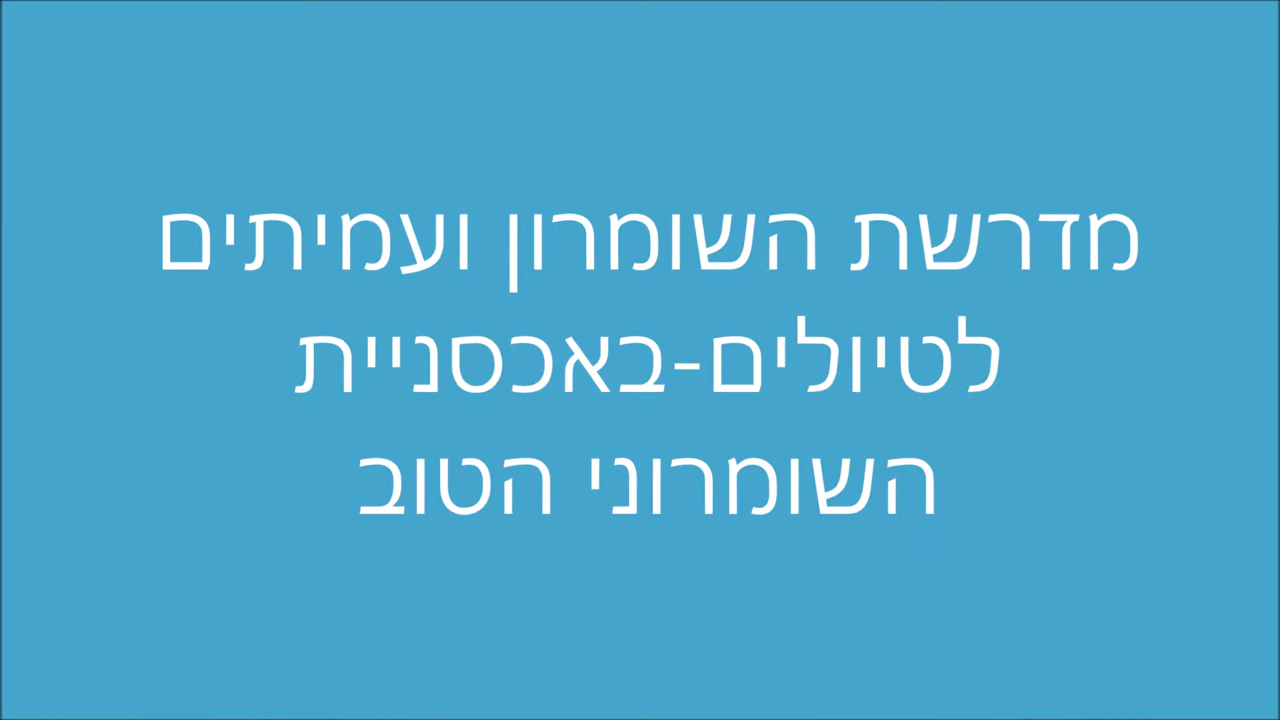 מדרשת השומרון ועמיתים
לטיולים-באכסניית
השומרוני הטוב